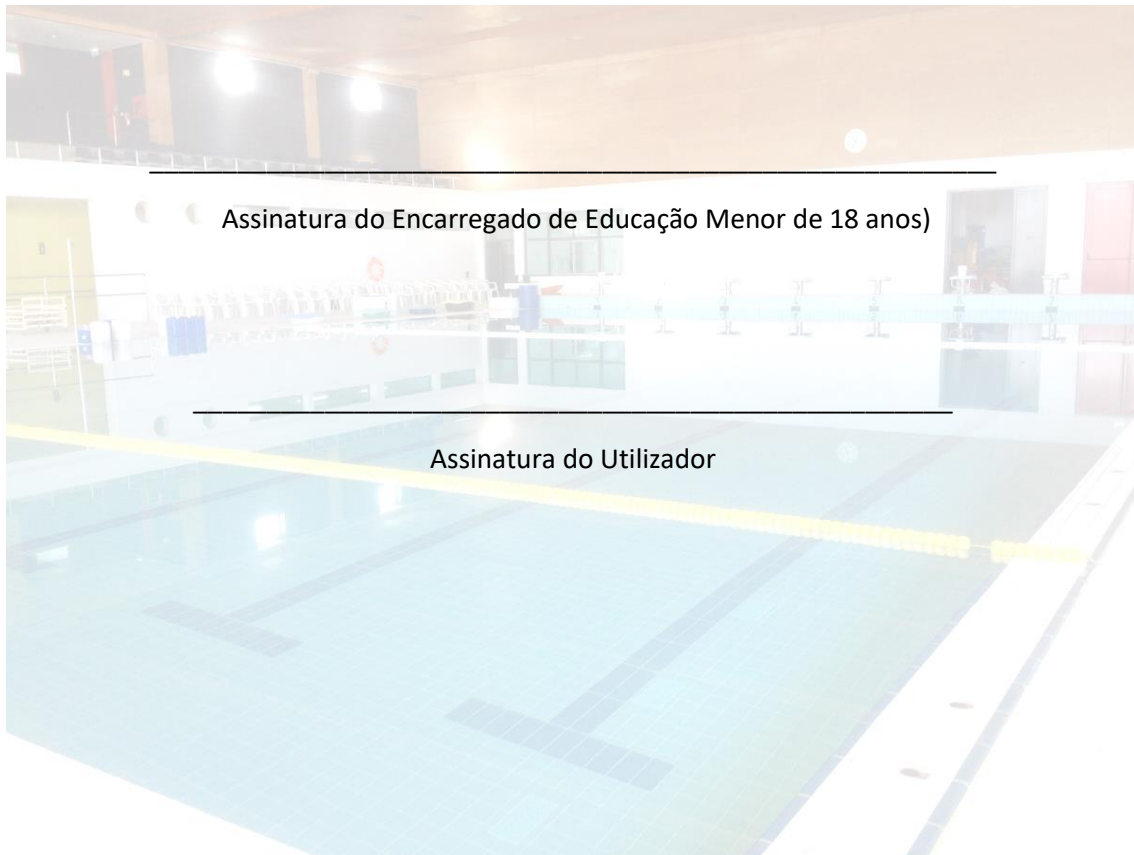 Assinatura do Encarregado de Educação Menor de 18 anos)
Assinatura do Utilizador